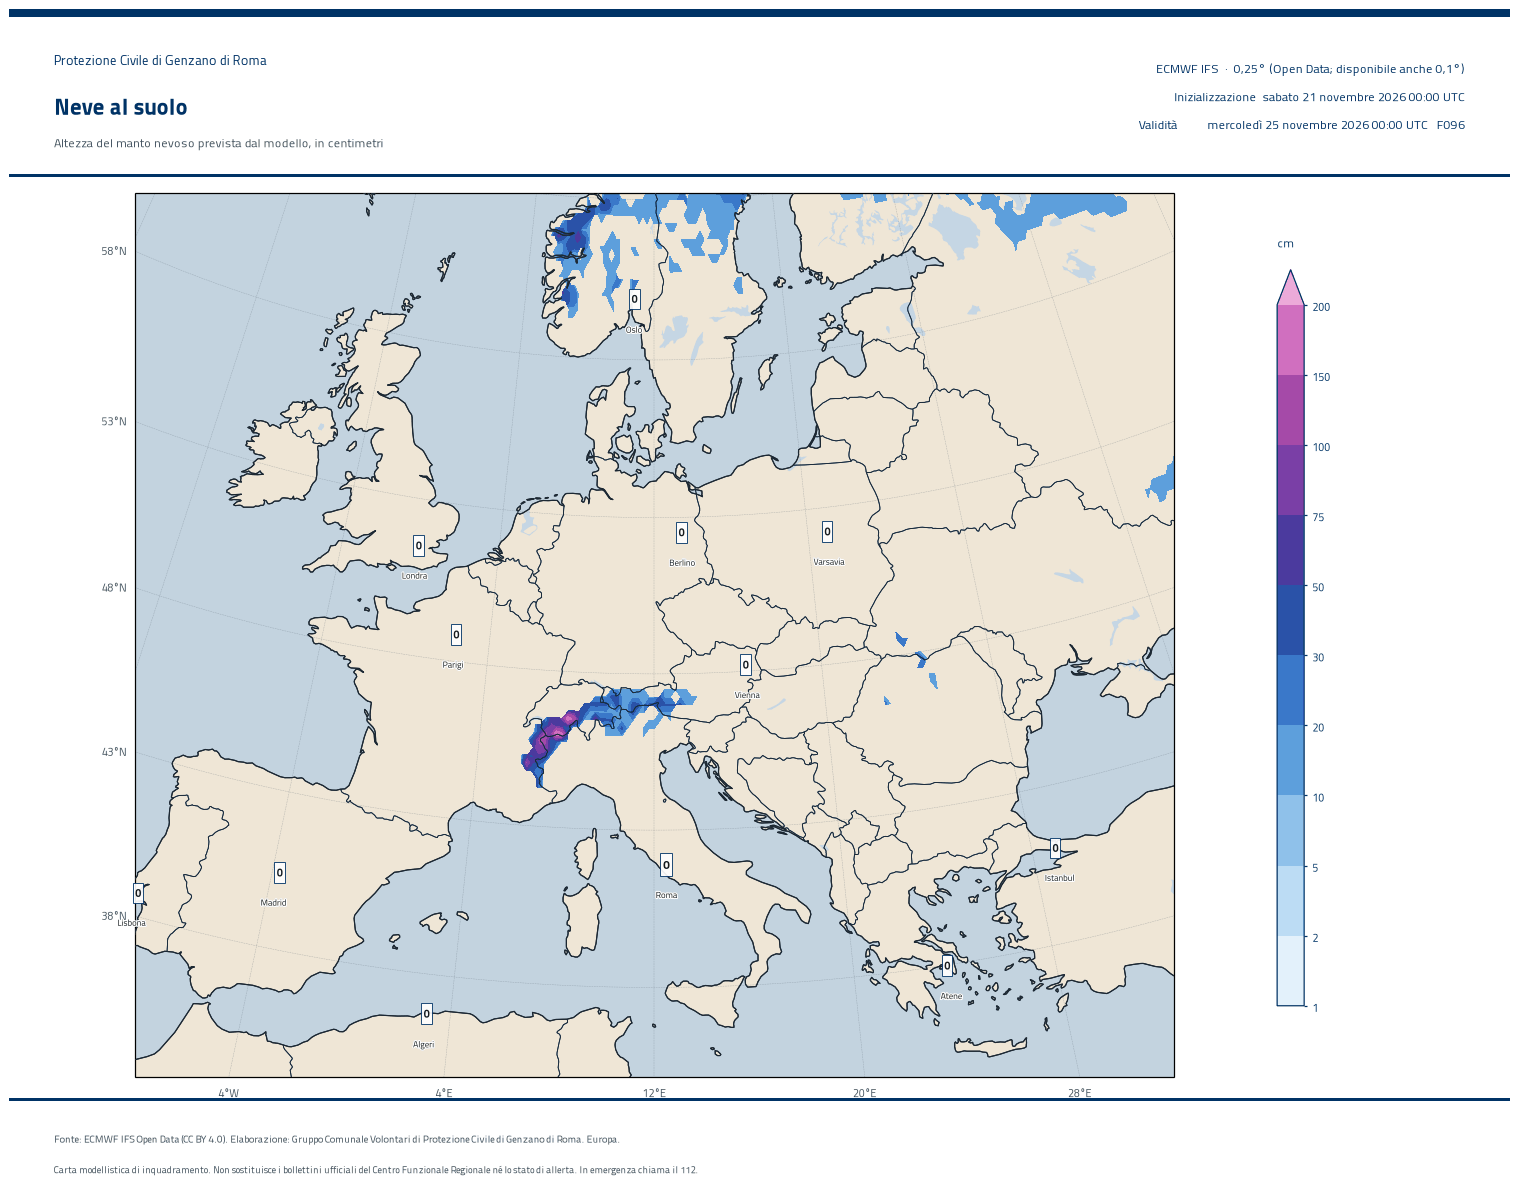 Protezione Civile di Genzano di Roma
Neve al suolo
Altezza del manto nevoso prevista dal modello, in centimetri
ECMWF IFS · 0,25° (Open Data; disponibile anche 0,1°)
Inizializzazione sabato 21 novembre 2026 00:00 UTC
Validità mercoledì 25 novembre 2026 00:00 UTC F096
58°N
53°N
48°N
43°N
38°N
0
Oslo
0
Londra
0
Berlino
0
Varsavia
0
Parigi
0
Vienna
0
Madrid
0
Lisbona
0
Roma
0
Istanbul
0
Atene
0
Algeri
4°W
4°E
12°E
20°E
28°E
cm
200
150
100
75
50
30
20
10
5
2
1
Fonte: ECMWF IFS Open Data (CC BY 4.0). Elaborazione: Gruppo Comunale Volontari di Protezione Civile di Genzano di Roma. Europa.
Carta modellistica di inquadramento. Non sostituisce i bollettini ufficiali del Centro Funzionale Regionale né lo stato di allerta. In emergenza chiama il 112.